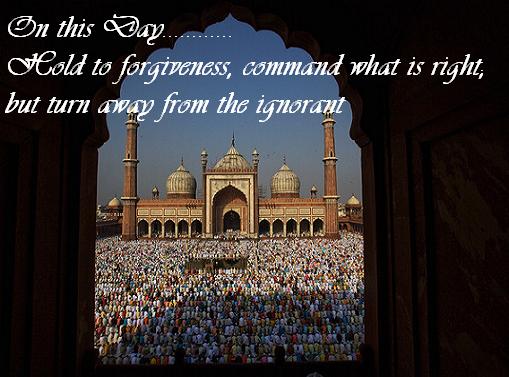 On this Day............
Hold to forgiveness, command what is right;
but turn away from the ignorant